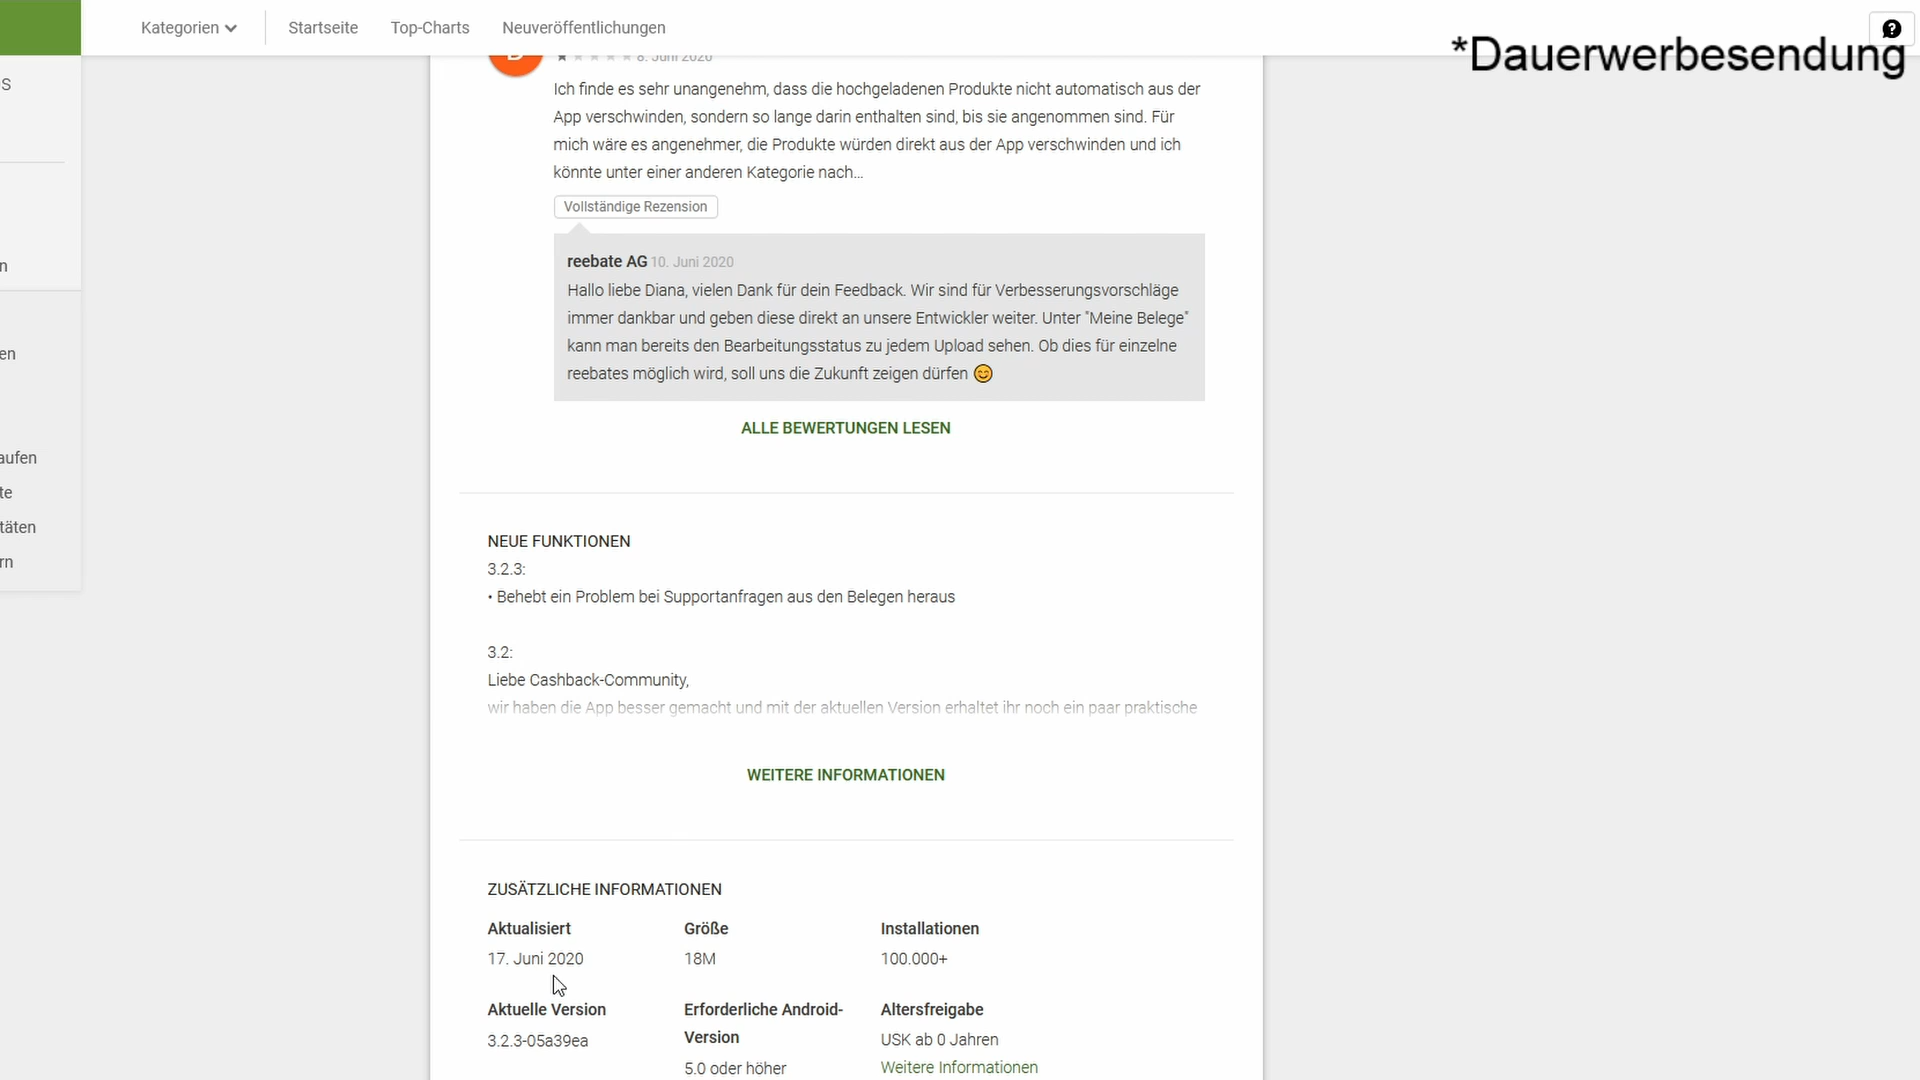 Kategorien
Startseite
Top-Charts
Neuveröffentlichungen
*Dauerwerbesendung
S
n
en
aufen
te
täten
rn
8. Juni 2020
Ich finde es sehr unangenehm, dass die hochgeladenen Produkte nicht automatisch aus der
App verschwinden, sondern so lange darin enthalten sind, bis sie angenommen sind. Für
mich wäre es angenehmer, die Produkte würden direkt aus der App verschwinden und ich
könnte unter einer anderen Kategorie nach...
Vollständige Rezension
reebate AG 10. Juni 2020
Hallo liebe Diana, vielen Dank für dein Feedback. Wir sind für Verbesserungsvorschläge
immer dankbar und geben diese direkt an unsere Entwickler weiter. Unter "Meine Belege"
kann man bereits den Bearbeitungsstatus zu jedem Upload sehen. Ob dies für einzelne
reebates möglich wird, soll uns die Zukunft zeigen dürfen 😊
ALLE BEWERTUNGEN LESEN
NEUE FUNKTIONEN
3.2.3:
• Behebt ein Problem bei Supportanfragen aus den Belegen heraus
3.2:
Liebe Cashback-Community,
wir haben die App besser gemacht und mit der aktuellen Version erhaltet ihr noch ein paar praktische
WEITERE INFORMATIONEN
ZUSÄTZLICHE INFORMATIONEN
Aktualisiert
17. Juni 2020
Größe
18M
Installationen
100.000+
Aktuelle Version
3.2.3-05a39ea
Erforderliche Android-
Version
5.0 oder höher
Altersfreigabe
USK ab 0 Jahren
Weitere Informationen